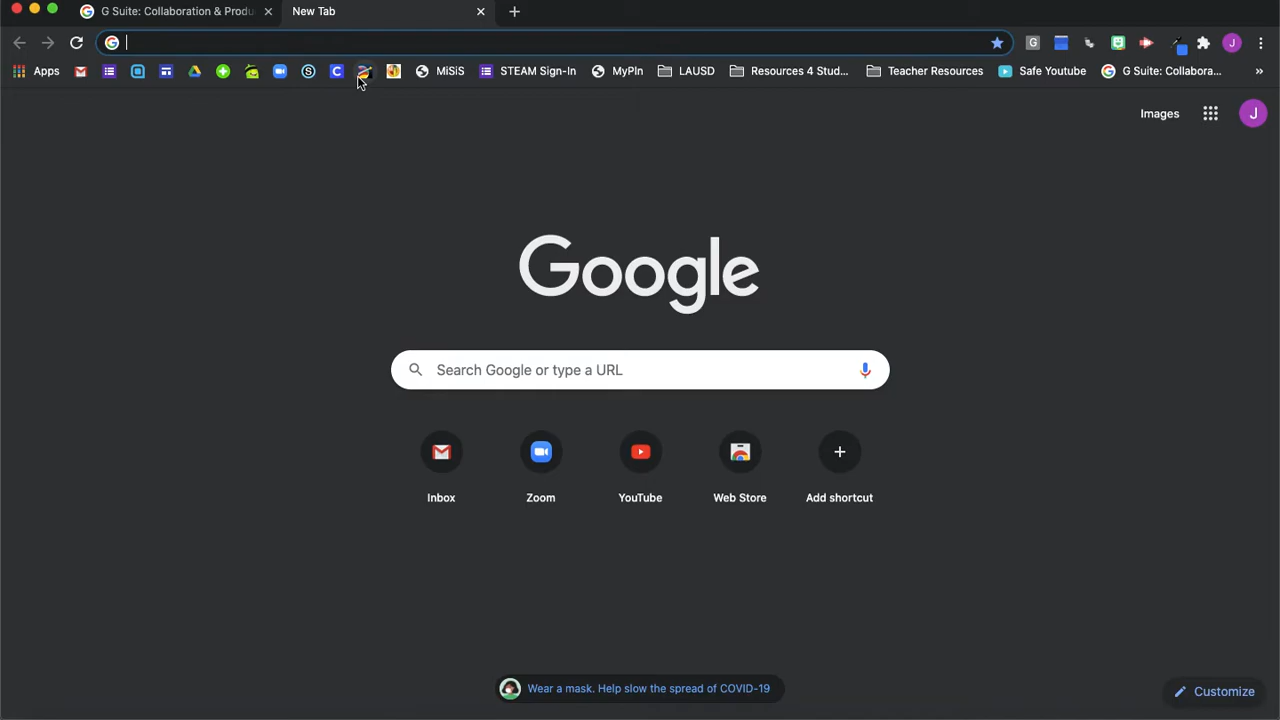 G Suite: Collaboration & Produ
New Tab
Apps
MiSiS
STEAM Sign-In
MyPln
LAUSD
Resources 4 Stud...
Teacher Resources
Safe Youtube
G Suite: Collabora...
Images
J
Google
Search Google or type a URL
Inbox
Zoom
YouTube
Web Store
Add shortcut
Wear a mask. Help slow the spread of COVID-19
Customize